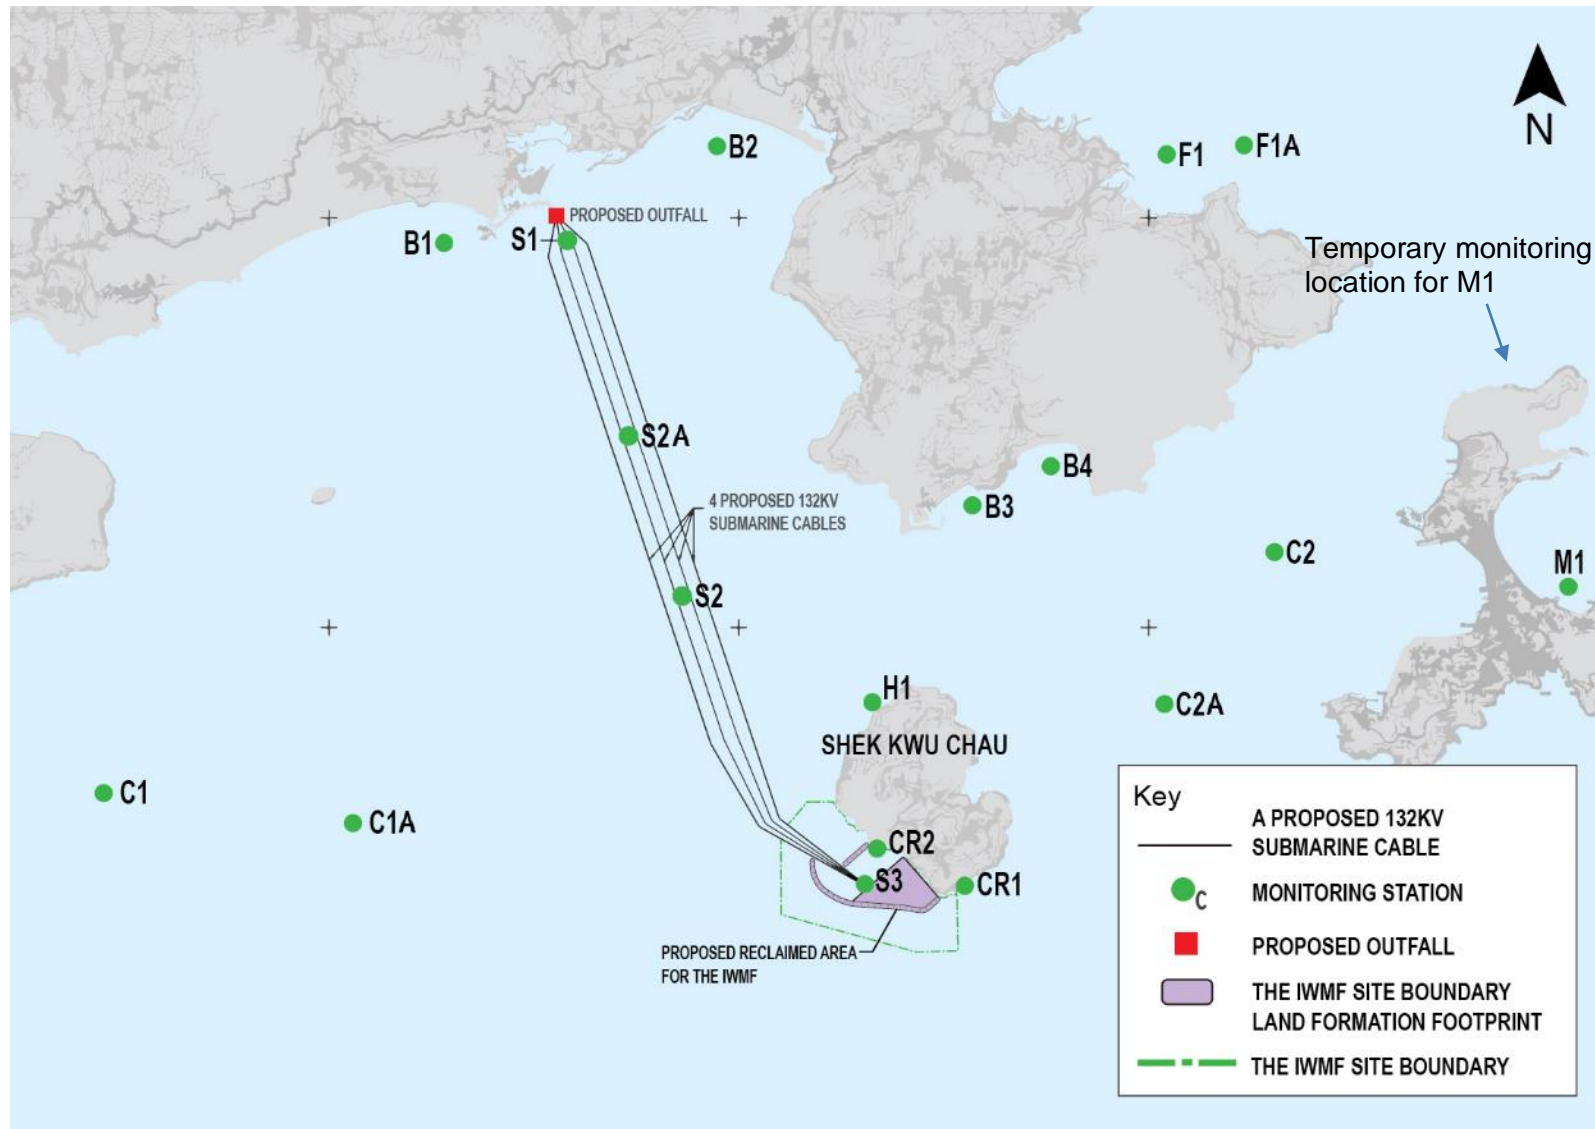 N
B2
F1
F1A
PROPOSED OUTFALL
B1
S1
Temporary monitoring
location for M1
S2A
B4
4 PROPOSED 132KV
SUBMARINE CABLES
B3
C2
M1
S2
H1
C2A
SHEK KWU CHAU
C1
C1A
CR2
S3
CR1
PROPOSED RECLAIMED AREA
FOR THE IWMF
Key
A PROPOSED 132KV
SUBMARINE CABLE
C
MONITORING STATION
PROPOSED OUTFALL
THE IWMF SITE BOUNDARY
LAND FORMATION FOOTPRINT
THE IWMF SITE BOUNDARY